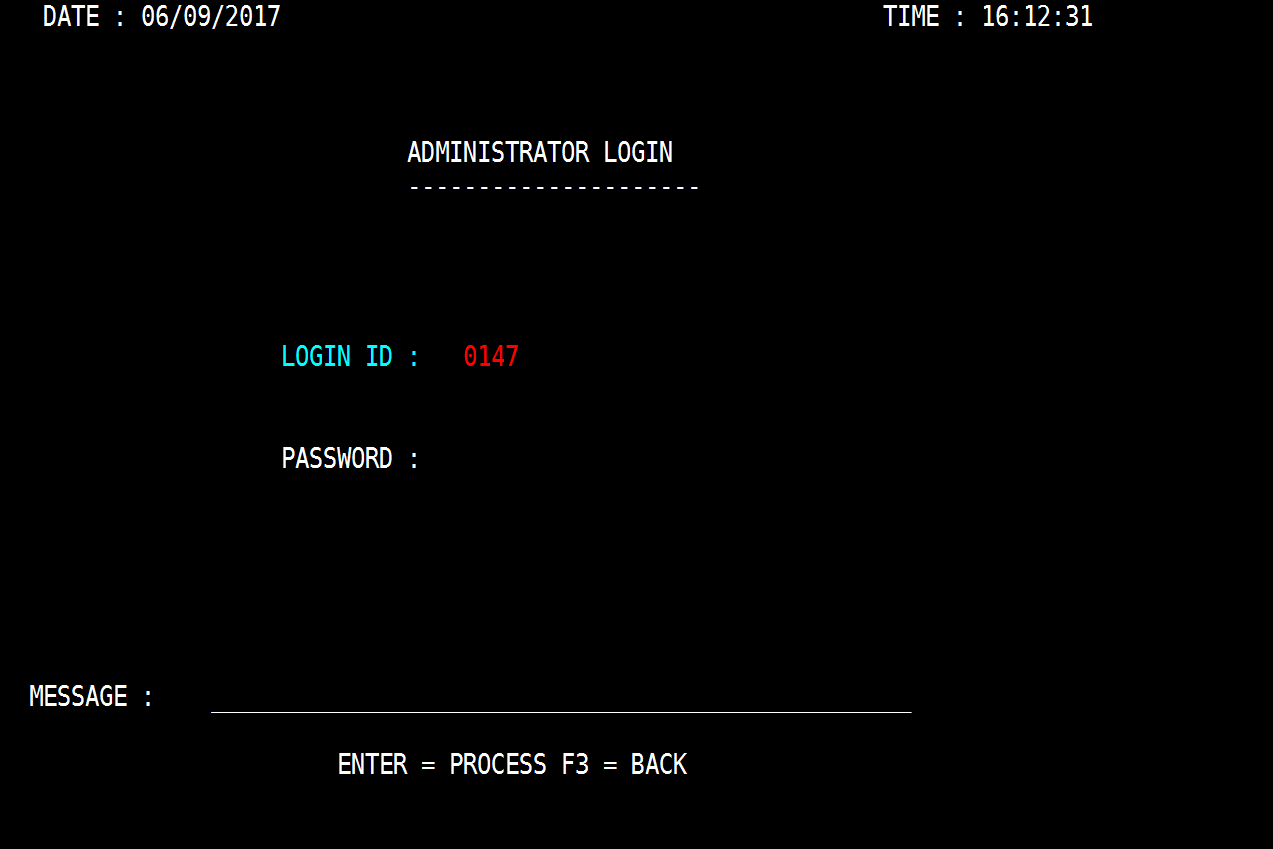 DATE : 06/09/2017 TIME : 16:12:31
ADMINISTRATOR LOGIN
---------------------
LOGIN ID : 0147
PASSWORD :
MESSAGE : __________________________________________________
ENTER = PROCESS F3 = BACK